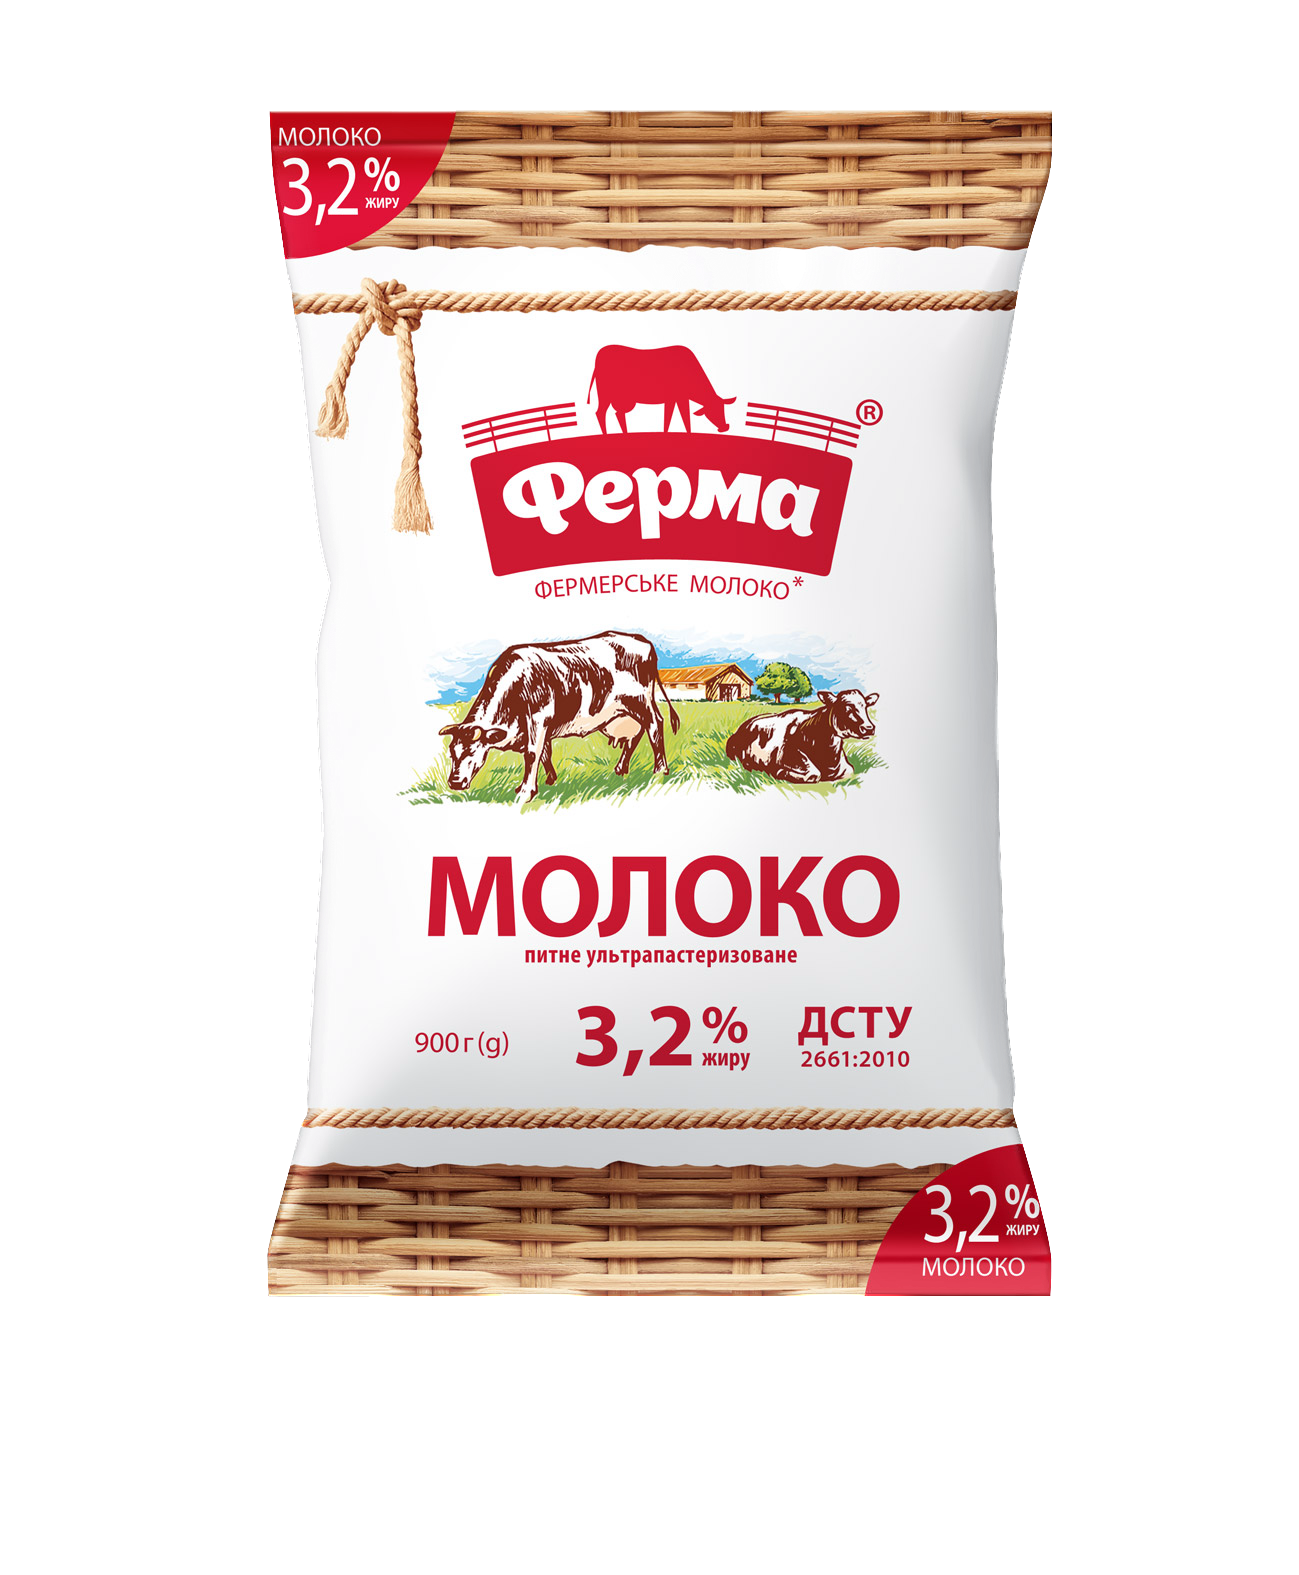 МОЛОКО
3,2%
ЖИРУ
®
Ферма
ФЕРМЕРСЬКЕ МОЛОКО*
МОЛОКО
питне ультрапастеризоване
900 г (g)
3,2%
жиру
ДСТУ
2661:2010
3,2%
ЖИРУ
МОЛОКО